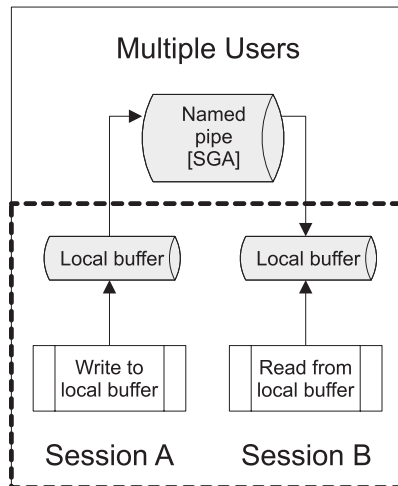 Multiple Users
Named
pipe
[SGA]
Local buffer
Local buffer
Write to
local buffer
Read from
local buffer
Session A
Session B